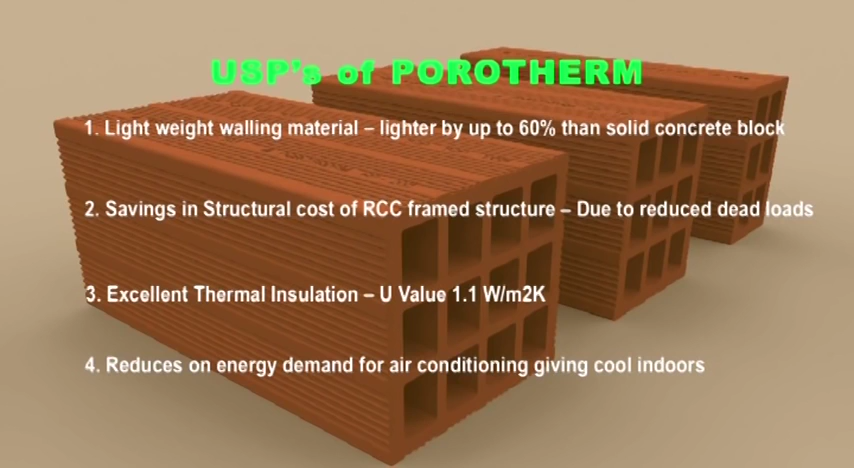 USP's of POROTHERM
1. Light weight walling material – lighter by up to 60% than solid concrete block
2. Savings in Structural cost of RCC framed structure – Due to reduced dead loads
3. Excellent Thermal Insulation – U Value 1.1 W/m2K
4. Reduces on energy demand for air conditioning giving cool indoors